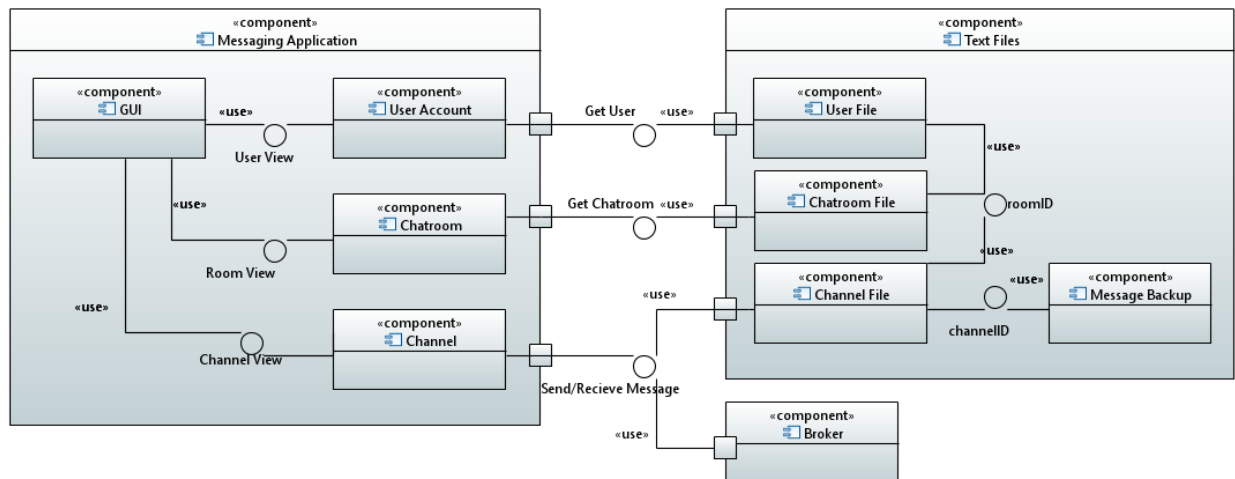 «component»
Messaging Application
«component»
GUI
«use»
User View
«component»
User Account
«use»
Room View
«component»
Chatroom
«use»
Channel View
«component»
Channel
Get User «use»
Get Chatroom «use»
«use»
Send/Recieve Message
«use»
«component»
Text Files
«component»
User File
«use»
«component»
Chatroom File
roomID
«use»
«component»
Channel File
«use»
channelID
«component»
Message Backup
«component»
Broker